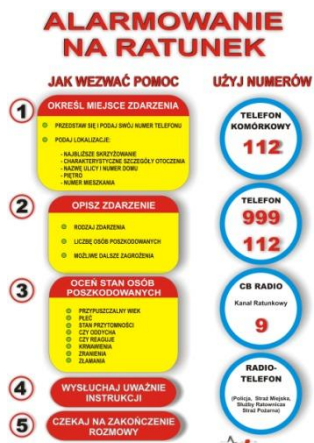 ALARMOWANIE
NA RATUNEK
JAK WEZWAĆ POMOC
1
OKREŚL MIEJSCE ZDARZENIA
PRZEDSTAW SIĘ I PODAJ SWÓJ NUMER TELEFONU
PODAJ LOKALIZACJE:
- NAJBLIŻSZE SKRZYŻOWANIE
- CHARAKTERYSTYCZNE SZCZEGÓŁY OTOCZENIA
- NAZWĘ ULICY I NUMER DOMU
- PIĘTRO
- NUMER MIESZKANIA
2
OPISZ ZDARZENIE
RODZAJ ZDARZENIA
LICZBĘ OSÓB POSZKODOWANYCH
MOŻLIWE DALSZE ZAGROŻENIA
3
OCEŃ STAN OSÓB
POSZKODOWANYCH
PRZYPUSZCZALNY WIEK
PŁEĆ
STAN PRZYTOMNOŚCI
CZY ODDYCHA
CZY REAGUJE
KRWAWIENIA
ZRANIENIA
ZŁAMANIA
4
WYSŁUCHAJ UWAŻNIE
INSTRUKCJI
5
CZEKAJ NA ZAKOŃCZENIE
ROZMOWY
UŻYJ NUMERÓW
TELEFON
KOMÓRKOWY
112
TELEFON
999
112
CB RADIO
Kanał Ratunkowy
9
RADIO-
TELEFON
(Policja, Straż Miejska,
Służby Ratownicze
Straż Pożarna)